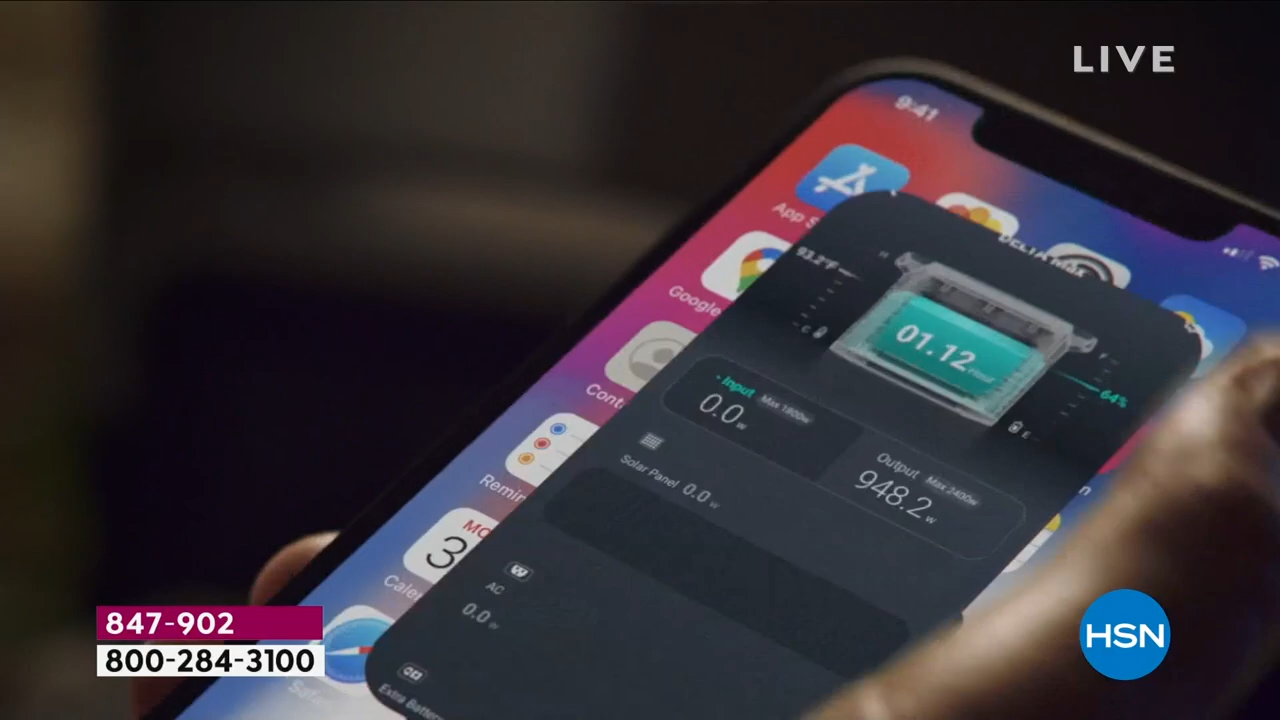 LIVE
9:41
App S
Google
Cont
Remin
MO
3
Cale
93.2°F
01.12
64%
Input Max 1800w
0.0 w
Output Max 2400w
948.2 w
Solar Panel 0.0 w
AC
0.0 w
Extra Batter
847-902
800-284-3100
HSN